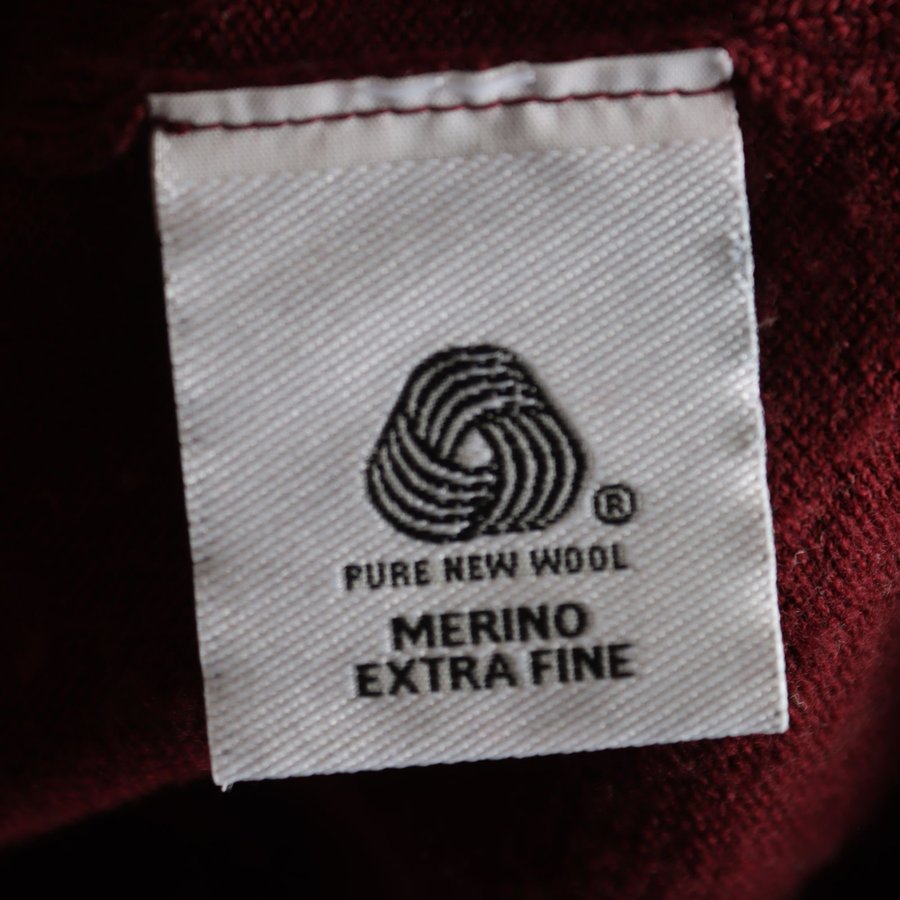 ®
PURE NEW WOOL
MERINO
EXTRA FINE